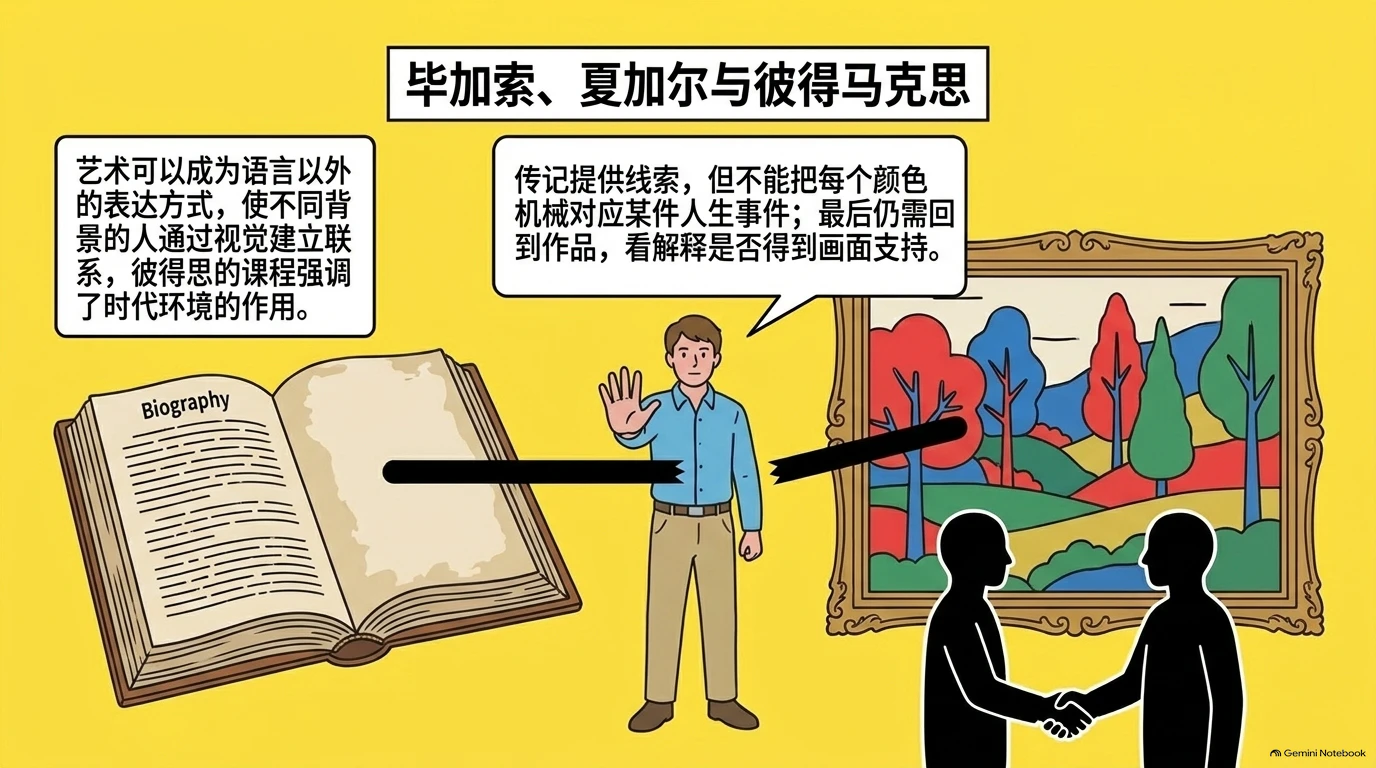 毕加索、夏加尔与彼得马克思
艺术可以成为语言以外
的表达方式，使不同背
景的人通过视觉建立联
系，彼得思的课程强调
了时代环境的作用。
传记提供线索，但不能把每个颜色
机械对应某件人生事件；最后仍需回
到作品，看解释是否得到画面支持。
Biography
Gemini Notebook